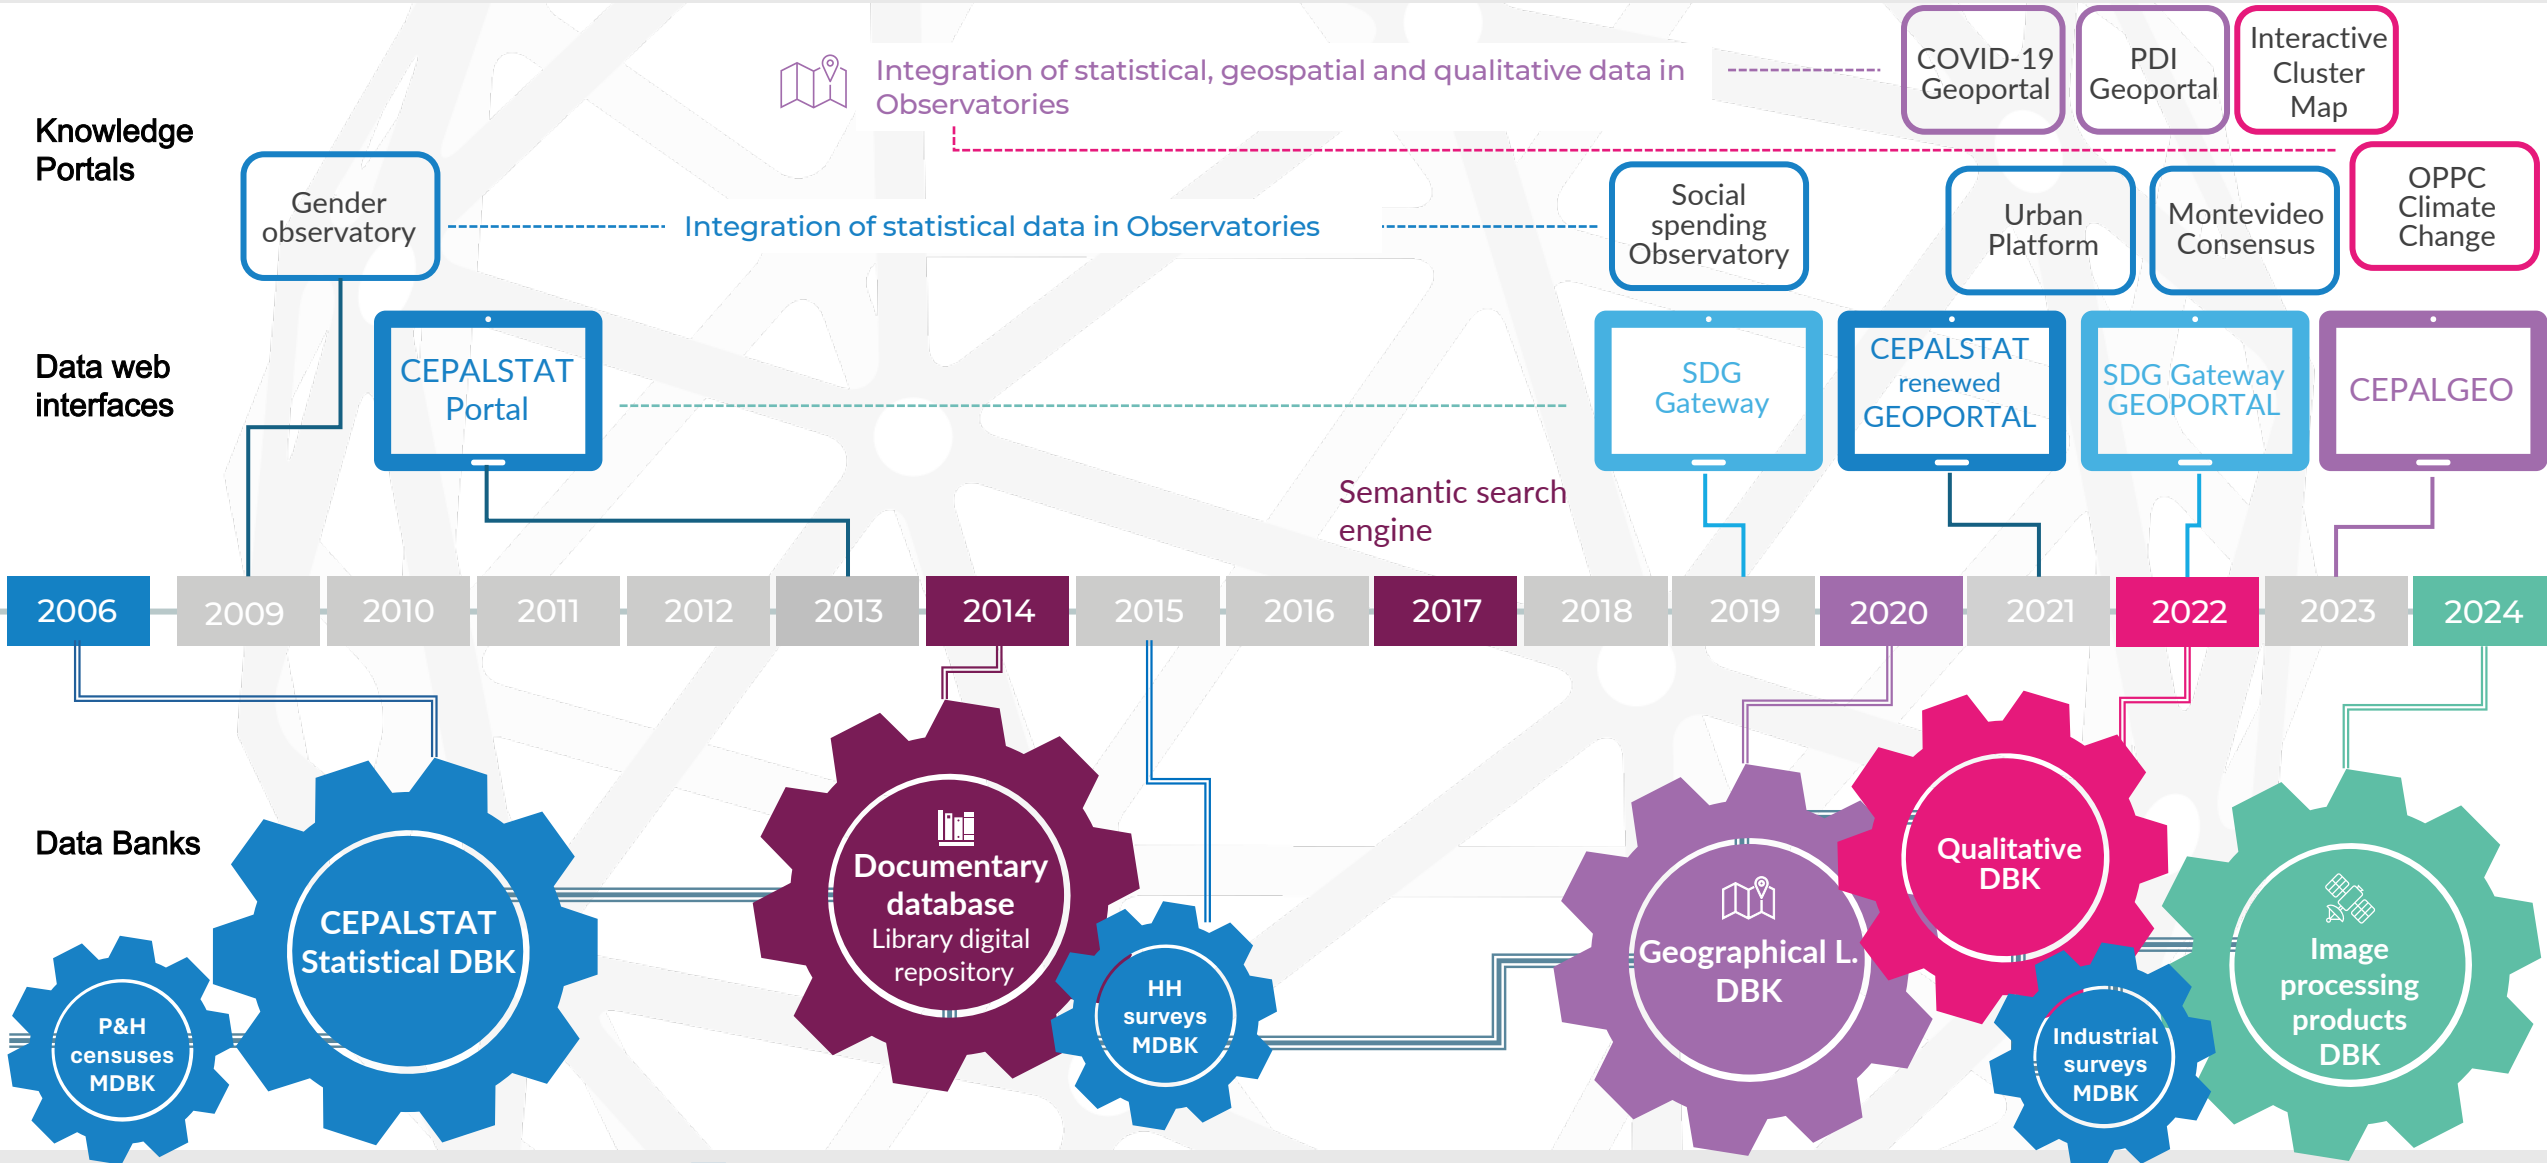 Knowledge
Portals
Integration of statistical, geospatial and qualitative data in
Observatories
COVID-19
Geoportal
PDI
Geoportal
Interactive
Cluster
Map
Gender
observatory
Integration of statistical data in Observatories
Social
spending
Observatory
Urban
Platform
Montevideo
Consensus
OPPC
Climate
Change
Data web
interfaces
CEPALSTAT
Portal
SDG
Gateway
CEPALSTAT
renewed
GEOPORTAL
SDG Gateway
GEOPORTAL
CEPALGEO
Semantic search
engine
2006
2009
2010
2011
2012
2013
2014
2015
2016
2017
2018
2019
2020
2021
2022
2023
2024
Data Banks
P&H
censuses
MDBK
CEPALSTAT
Statistical DBK
Documentary
database
Library digital
repository
HH
surveys
MDBK
Geographical L.
DBK
Qualitative
DBK
Industrial
surveys
MDBK
Image
processing
products
DBK